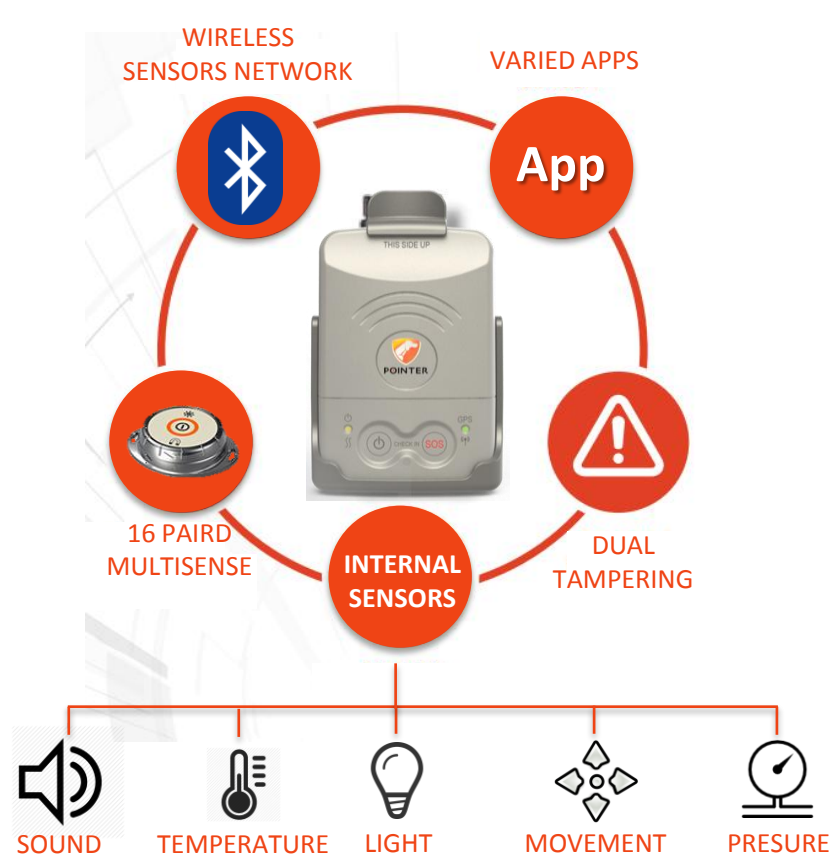 WIRELESS
SENSORS NETWORK
VARIED APPS
App
THIS SIDE UP
POINTER
GPS
CHECK IN
SOS
16 PAIRD
MULTISENSE
DUAL
TAMPERING
INTERNAL
SENSORS
SOUND
TEMPERATURE
LIGHT
MOVEMENT
PRESURE